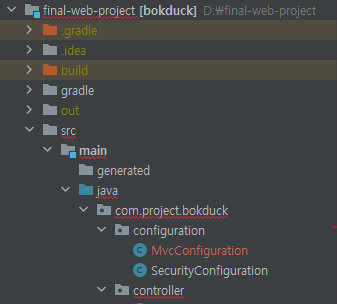 final-web-project [bokduck] D:₩final-web-project
.gradle
.idea
build
gradle
out
src
main
generated
java
com.project.bokduck
configuration
MvcConfiguration
SecurityConfiguration
controller